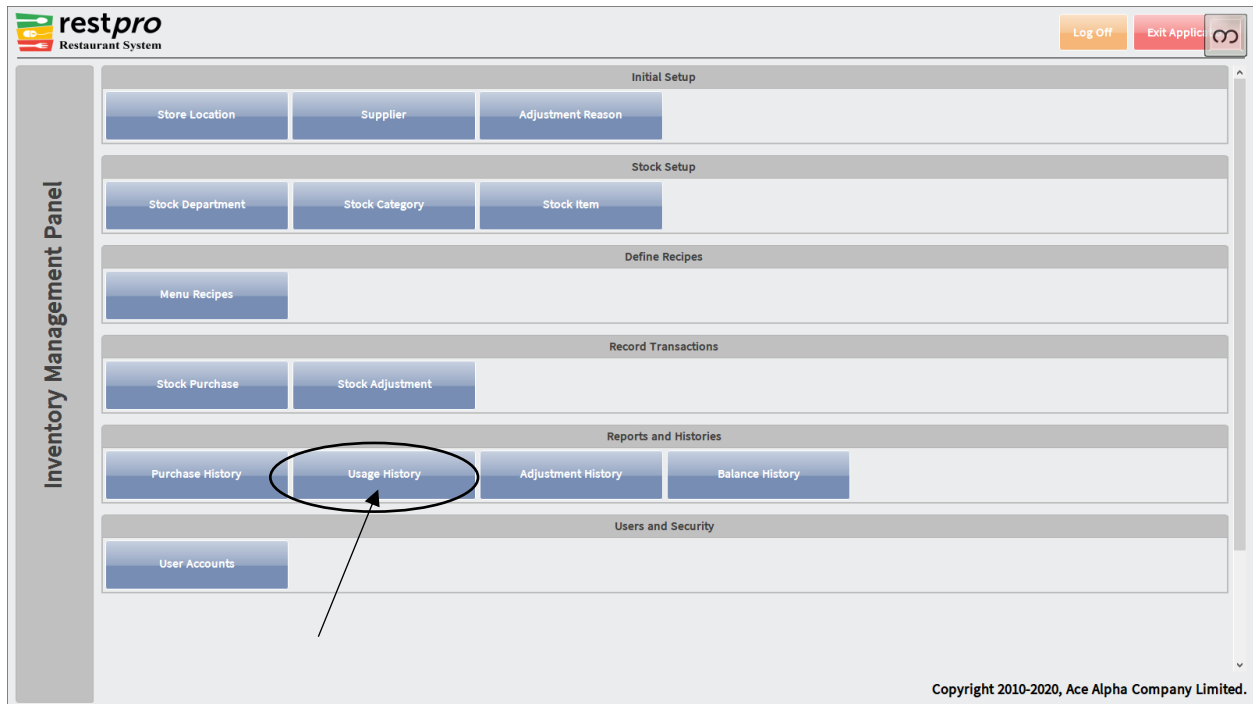 restpro
Restaurant System
Log Off
Exit Applic
Inventory Management Panel
Initial Setup
Store Location
Supplier
Adjustment Reason
Stock Setup
Stock Department
Stock Category
Stock Item
Define Recipes
Menu Recipes
Record Transactions
Stock Purchase
Stock Adjustment
Reports and Histories
Purchase History
Usage History
Adjustment History
Balance History
Users and Security
User Accounts
Copyright 2010-2020, Ace Alpha Company Limited.